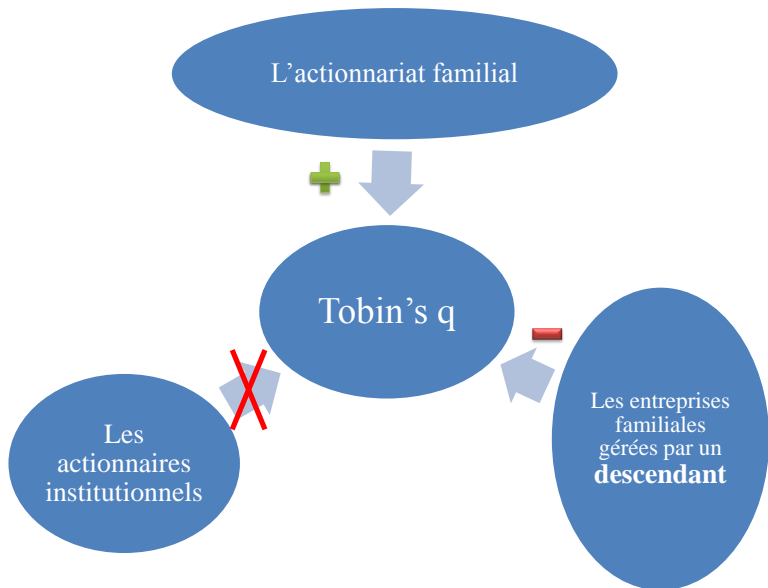 L’actionnariat familial
Tobin’s q
Les
actionnaires
institutionnels
Les entreprises
familiales
gérées par un
descendant